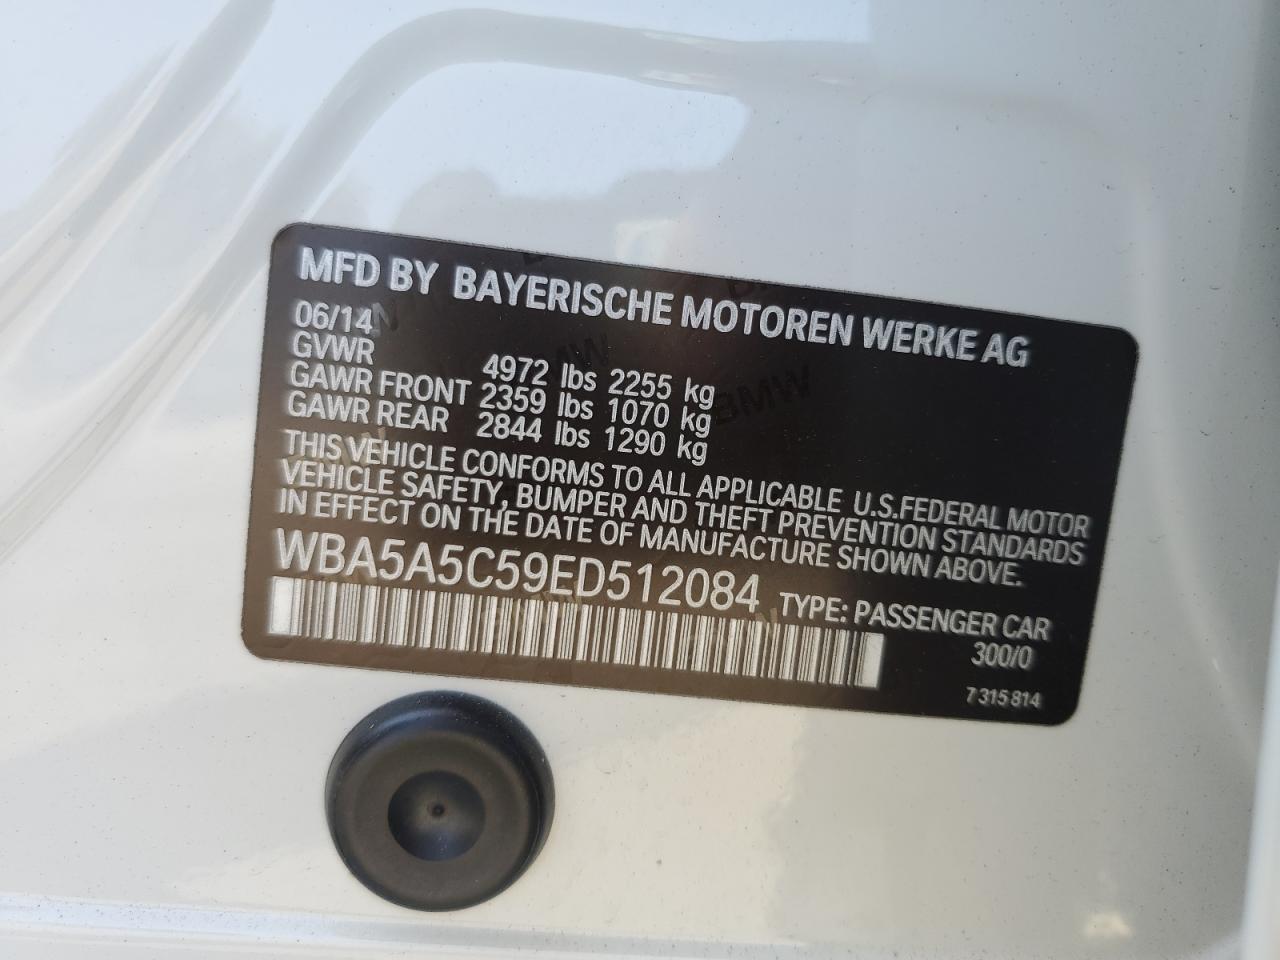 MFD BY BAYERISCHE MOTOREN WERKE AG
06/14
GVWR 4972 lbs 2255 kg
GAWR FRONT 2359 lbs 1070 kg
GAWR REAR 2844 lbs 1290 kg
THIS VEHICLE CONFORMS TO ALL APPLICABLE U.S.FEDERAL MOTOR
VEHICLE SAFETY, BUMPER AND THEFT PREVENTION STANDARDS
IN EFFECT ON THE DATE OF MANUFACTURE SHOWN ABOVE.
WBA5A5C59ED512084 TYPE: PASSENGER CAR
300/0
7 315 814